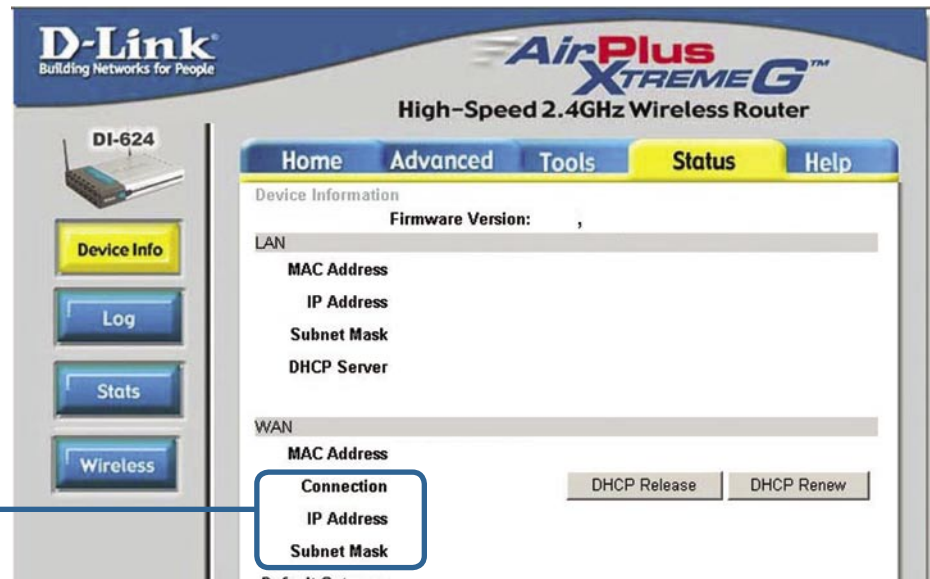 D-Link
Building Networks for People
AirPlus
XTREME G™
High-Speed 2.4GHz Wireless Router
DI-624
Home Advanced Tools Status Help
Device Info
Log
Stats
Wireless
Device Information
Firmware Version: ,
LAN
MAC Address
IP Address
Subnet Mask
DHCP Server
WAN
MAC Address
Connection DHCP Release DHCP Renew
IP Address
Subnet Mask